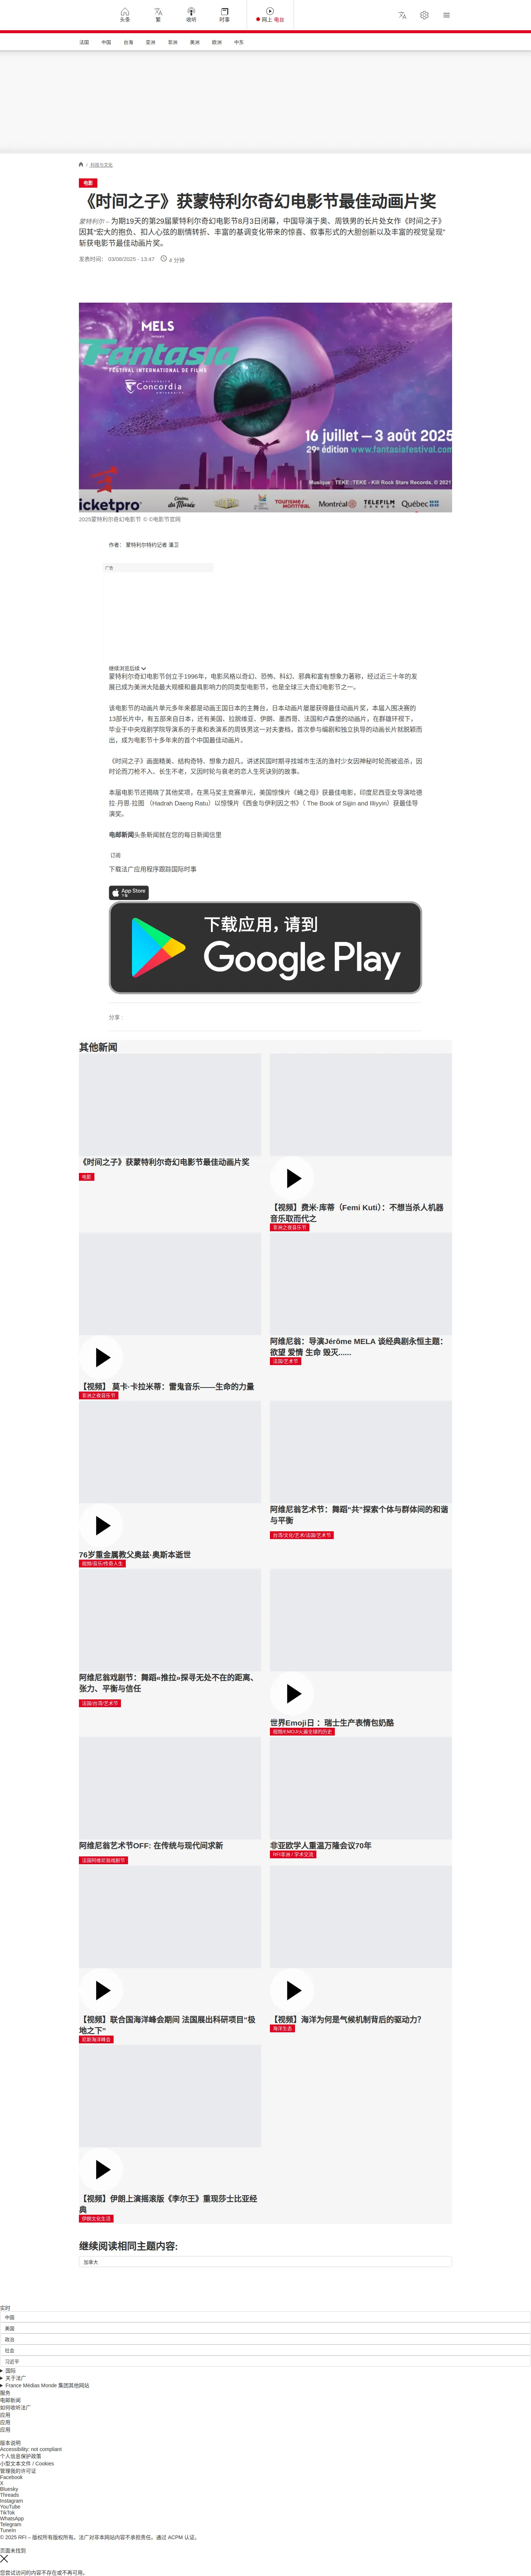 头条
繁
收听
时事
网上 电台
法国
中国
台海
亚洲
非洲
美洲
欧洲
中东
/ 科技与文化
电影
《时间之子》获蒙特利尔奇幻电影节最佳动画片奖
蒙特利尔 – 为期19天的第29届蒙特利尔奇幻电影节8月3日闭幕，中国导演于奥、周铁男的长片处女作《时间之子》
因其“宏大的抱负、扣人心弦的剧情转折、丰富的基调变化带来的惊喜、叙事形式的大胆创新以及丰富的视觉呈现”
斩获电影节最佳动画片奖。
发表时间： 03/08/2025 - 13:47
4 分钟
MELS
Fantasia
FESTIVAL INTERNATIONAL DE FILMS
Concordia
16 juillet — 3 août 2025
29e édition www.fantasiafestival.com
Musique : TEKE::TEKE - Kill Rock Stars Records, © 2021
icketpro
Cinéma du Musée
TOURISME / MONTRÉAL
Montréal
TELEFILM CANADA
Québec
2025蒙特利尔奇幻电影节 © ©电影节官网
作者： 蒙特利尔特约记者 潇卫
广告
继续浏览后续
蒙特利尔奇幻电影节创立于1996年，电影风格以奇幻、恐怖、科幻、邪典和富有想象力著称，经过近三十年的发
展已成为美洲大陆最大规模和最具影响力的同类型电影节，也是全球三大奇幻电影节之一。
该电影节的动画片单元多年来都是动画王国日本的主舞台，日本动画片屡屡获得最佳动画片奖，本届入围决赛的
13部长片中，有五部来自日本，还有美国、拉脱维亚、伊朗、墨西哥、法国和卢森堡的动画片，在群雄环视下，
毕业于中央戏剧学院导演系的于奥和表演系的周铁男这一对夫妻档，首次参与编剧和独立执导的动画长片就脱颖而
出，成为电影节十多年来的首个中国最佳动画片。
《时间之子》画面精美、结构奇特、想象力超凡，讲述民国时期寻找城市生活的渔村少女因神秘时轮而被追杀，因
时论而刀枪不入、长生不老，又因时轮与衰老的恋人生死诀别的故事。
本届电影节还揭晓了其他奖项，在黑马奖主竞赛单元，美国惊悚片《蝇之母》获最佳电影，印度尼西亚女导演哈德
拉·丹恩·拉图 （Hadrah Daeng Ratu）以惊悚片《西金与伊利因之书》（ The Book of Sijjin and Illiyyin）获最佳导
演奖。
电邮新闻头条新闻就在您的每日新闻信里
订阅
下载法广应用程序跟踪国际时事
App Store
下载
下载应用，请到
Google Play
分享 :
其他新闻
《时间之子》获蒙特利尔奇幻电影节最佳动画片奖
电影
【视频】费米·库蒂（Femi Kuti）：不想当杀人机器
音乐取而代之
非洲之夜音乐节
【视频】 莫卡·卡拉米蒂：雷鬼音乐——生命的力量
非洲之夜音乐节
阿维尼翁：导演Jérôme MELA 谈经典剧永恒主题：
欲望 爱情 生命 毁灭......
法国/艺术节
76岁重金属教父奥兹·奥斯本逝世
视频/音乐/传奇人生
阿维尼翁艺术节：舞蹈“共”探索个体与群体间的和谐
与平衡
台湾/文化/艺术/法国/艺术节
阿维尼翁戏剧节：舞蹈«推拉»探寻无处不在的距离、
张力、平衡与信任
法国/台湾/艺术节
世界Emoji日： 瑞士生产表情包奶酪
视频/EMOJI火遍全球的历史
阿维尼翁艺术节OFF: 在传统与现代间求新
法国阿维尼翁戏剧节
非亚欧学人重温万隆会议70年
RFI非洲 / 学术交流
【视频】联合国海洋峰会期间 法国展出科研项目“极
地之下”
尼斯海洋峰会
【视频】海洋为何是气候机制背后的驱动力？
海洋生态
【视频】伊朗上演摇滚版《李尔王》重现莎士比亚经
典
伊朗文化生活
继续阅读相同主题内容:
加拿大
实时
中国
美国
政治
社会
习近平
国际
关于法广
France Médias Monde 集团其他网站
服务
电邮新闻
如何收听法广
应用
应用
应用
版本说明
Accessibility: not compliant
个人信息保护政策
小型文本文件 / Cookies
管理我的许可证
Facebook
X
Bluesky
Threads
Instagram
YouTube
TikTok
WhatsApp
Telegram
TuneIn
© 2025 RFI – 版权所有版权所有。法广对非本网站内容不承担责任。通过 ACPM 认证。
页面未找到
您尝试访问的内容不存在或不再可用。